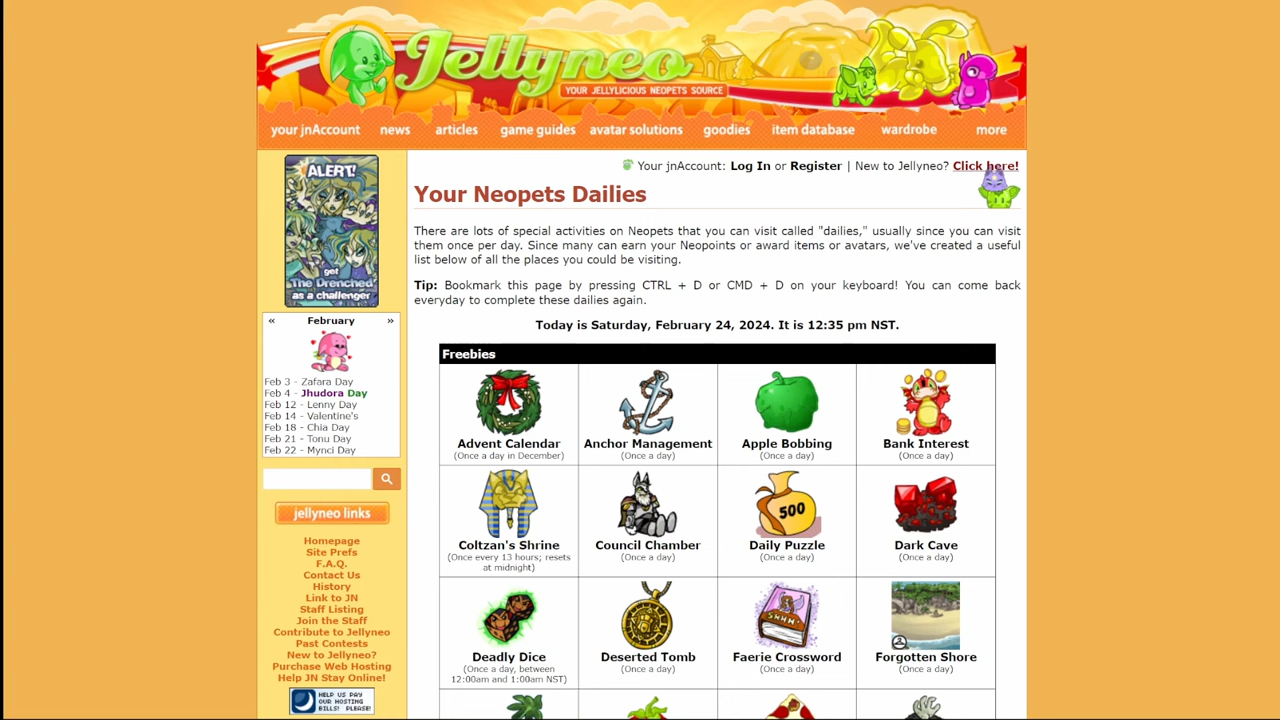 Jellyneo
YOUR JELLYLICIOUS NEOPETS SOURCE
your jnAccount news articles game guides avatar solutions goodies item database wardrobe more
ALERT!
get
The Drenched
as a challenger
« February »
Feb 3 - Zafara Day
Feb 4 - Jhudora Day
Feb 12 - Lenny Day
Feb 14 - Valentine's
Feb 18 - Chia Day
Feb 21 - Tonu Day
Feb 22 - Mynci Day
jellyneo links
Homepage
Site Prefs
F.A.Q.
Contact Us
History
Link to JN
Staff Listing
Join the Staff
Contribute to Jellyneo
Past Contests
New to Jellyneo?
Purchase Web Hosting
Help JN Stay Online!
HELP US PAY
OUR HOSTING
BILLS! PLEASE!
Your jnAccount: Log In or Register | New to Jellyneo? Click here!
Your Neopets Dailies
There are lots of special activities on Neopets that you can visit called "dailies," usually since you can visit
them once per day. Since many can earn your Neopoints or award items or avatars, we've created a useful
list below of all the places you could be visiting.
Tip: Bookmark this page by pressing CTRL + D or CMD + D on your keyboard! You can come back
everyday to complete these dailies again.
Today is Saturday, February 24, 2024. It is 12:35 pm NST.
Freebies
Advent Calendar
(Once a day in December)
Anchor Management
(Once a day)
Apple Bobbing
(Once a day)
Bank Interest
(Once a day)
Coltzan's Shrine
(Once every 13 hours; resets
at midnight)
Council Chamber
(Once a day)
500
Daily Puzzle
(Once a day)
Dark Cave
(Once a day)
Deadly Dice
(Once a day, between
12:00am and 1:00am NST)
Deserted Tomb
(Once a day)
SHHH
Faerie Crossword
(Once a day)
Forgotten Shore
(Once a day)